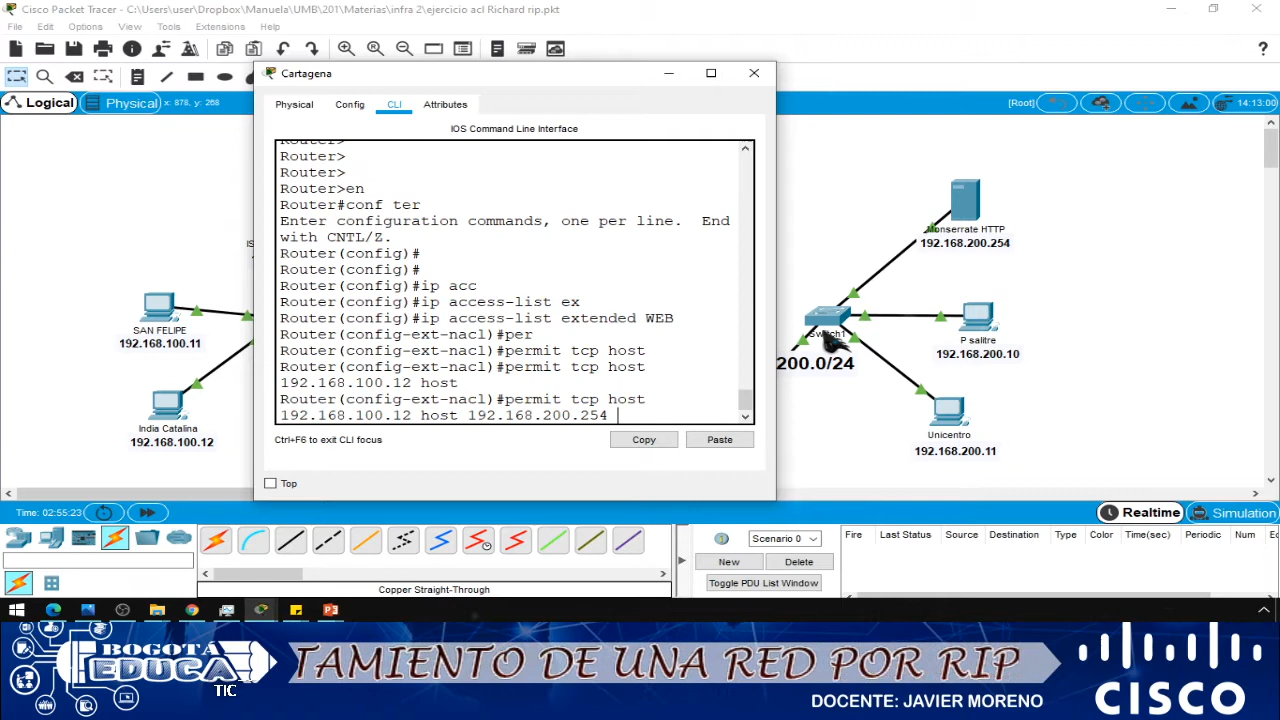 Cisco Packet Tracer - C:\Users\user\Dropbox\Manuela\UMB\201\Materias\infra 2\ejercicio acl Richard rip.pkt
File Edit Options View Tools Extensions Help
Logical Physical x: 878, y: 268
[Root] 14:13:00
Cartagena
Physical Config CLI Attributes
IOS Command Line Interface
Router>
Router>
Router>
Router>en
Router#conf ter
Enter configuration commands, one per line. End
with CNTL/Z.
Router(config)#
Router(config)#
Router(config)#ip acc
Router(config)#ip access-list ex
Router(config)#ip access-list extended WEB
Router(config-ext-nacl)#per
Router(config-ext-nacl)#permit tcp host
Router(config-ext-nacl)#permit tcp host
192.168.100.12 host
Router(config-ext-nacl)#permit tcp host
192.168.100.12 host 192.168.200.254
Ctrl+F6 to exit CLI focus
Copy Paste
Top
IS
SAN FELIPE
192.168.100.11
India Catalina
192.168.100.12
Monserrate HTTP
192.168.200.254
Switch1
200.0/24
P salitre
192.168.200.10
Unicentro
192.168.200.11
Time: 02:55:23
Realtime Simulation
Scenario 0
New Delete
Toggle PDU List Window
Fire Last Status Source Destination Type Color Time(sec) Periodic Num Ec
Copper Straight-Through
BOGOTA
EDUCA
TIC
TAMIENTO DE UNA RED POR RIP
DOCENTE: JAVIER MORENO
CISCO